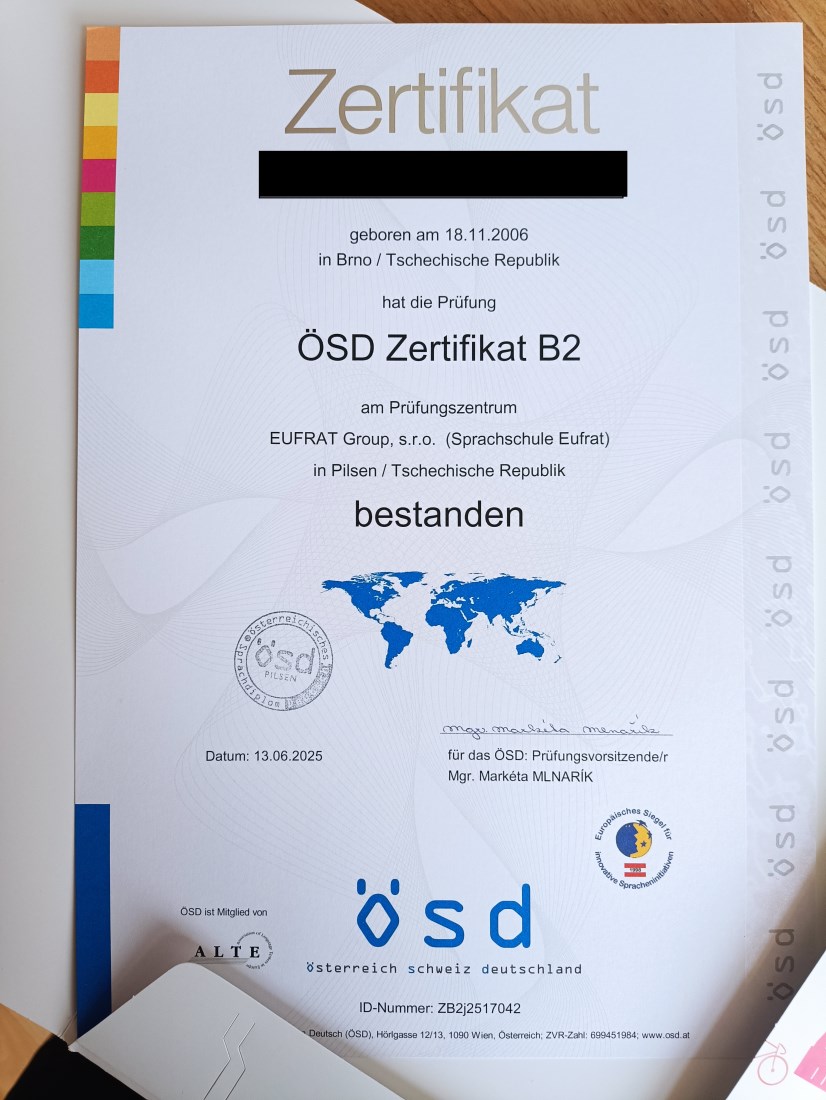 Zertifikat
geboren am 18.11.2006
in Brno / Tschechische Republik
hat die Prüfung
ÖSD Zertifikat B2
am Prüfungszentrum
EUFRAT Group, s.r.o. (Sprachschule Eufrat)
in Pilsen / Tschechische Republik
bestanden
österreichisches
Sprachdiplom
ösd
PILSEN
Mgr. Markéta Mlnařík
Datum: 13.06.2025
für das ÖSD: Prüfungsvorsitzende/r
Mgr. Markéta MLNARÍK
Europäisches Siegel für
innovative Spracheninitiativen
1998
ÖSD ist Mitglied von
ALTE
ösd
österreich schweiz deutschland
ID-Nummer: ZB2j2517042
Deutsch (ÖSD), Hörlgasse 12/13, 1090 Wien, Österreich; ZVR-Zahl: 699451984; www.osd.at
ösd
ösd
ösd
ösd
ösd
ösd
ösd
ösd